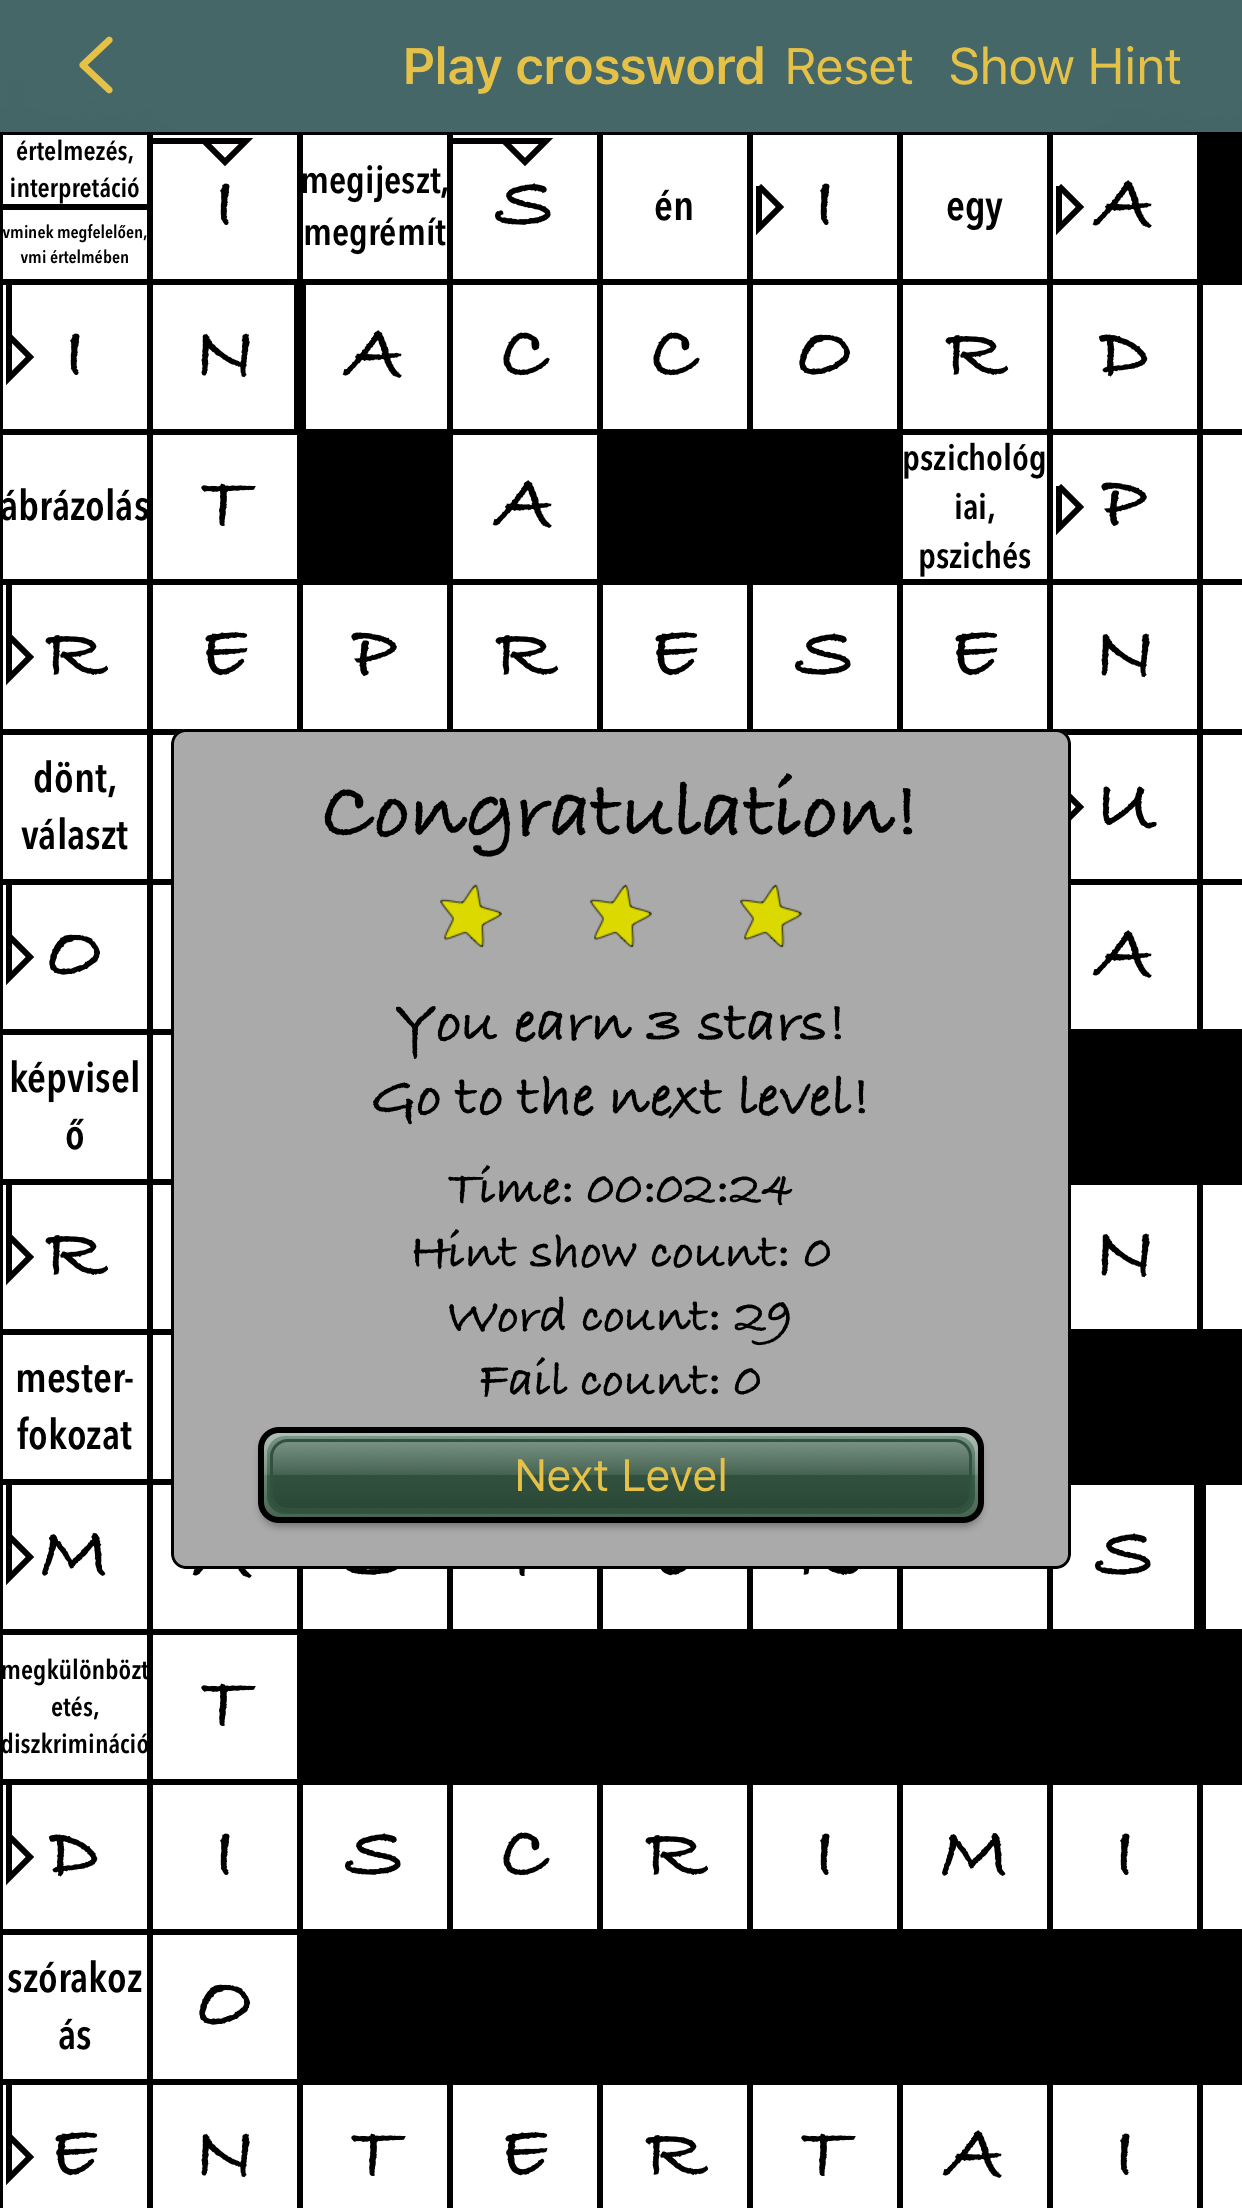 Play crossword Reset Show Hint
értelmezés,
interpretáció
vminek megfelelően,
vmi értelmében
I
megijeszt,
megrémít
S
én
I
egy
A
I N A C C O R D
ábrázolás
T
A
pszichológ
iai,
pszichés
P
R E P R E S E N
dönt,
választ
U
O
A
képvisel
ő
R
N
mester-
fokozat
M
S
Congratulation!
You earn 3 stars!
Go to the next level!
Time: 00:02:24
Hint show count: 0
Word count: 29
Fail count: 0
Next Level
megkülönbözt
etés,
diszkrimináció
T
D I S C R I M I
szórakoz
ás
O
E N T E R T A I